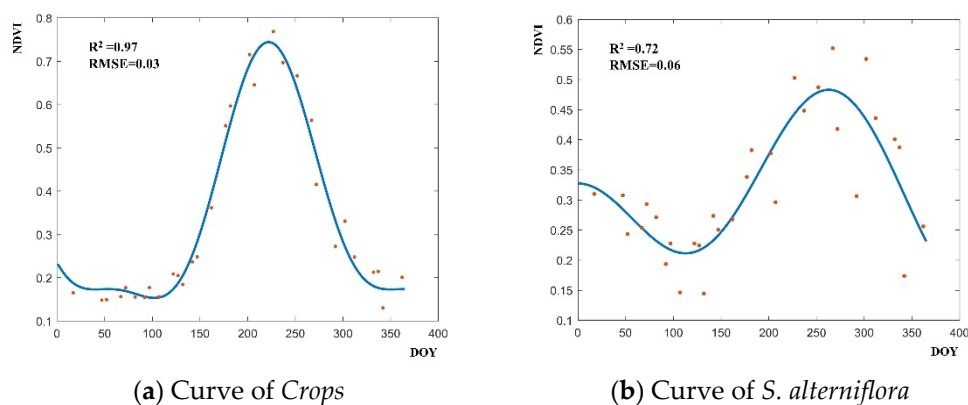 NDVI
0.8
0.7
0.6
0.5
0.4
0.3
0.2
0.1
R² =0.97
RMSE=0.03
0 50 100 150 200 250 300 350 400
DOY
(a) Curve of Crops
NDVI
0.6
0.55
0.5
0.45
0.4
0.35
0.3
0.25
0.2
0.15
0.1
R² =0.72
RMSE=0.06
0 50 100 150 200 250 300 350 400
DOY
(b) Curve of S. alterniflora